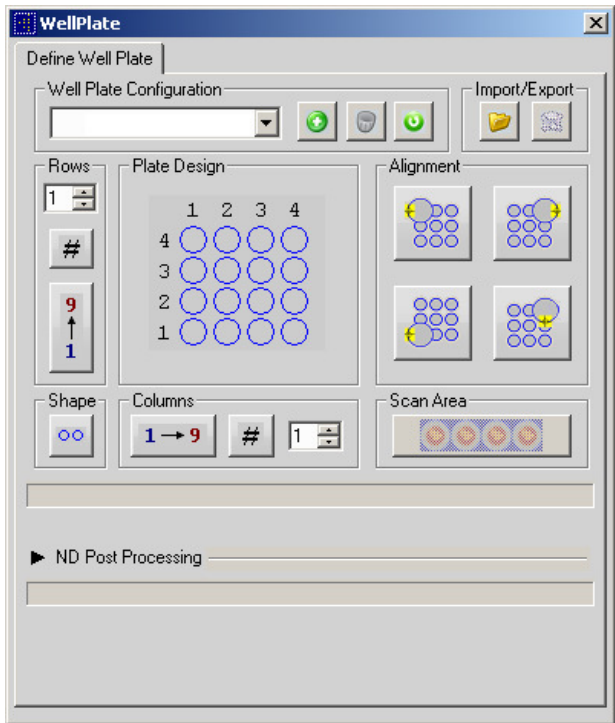 WellPlate
Define Well Plate
Well Plate Configuration
Import/Export
Rows
Plate Design
Alignment
1
1 2 3 4
4
#
3
9
2
1
1
Shape
Columns
Scan Area
1→9
#
1
ND Post Processing